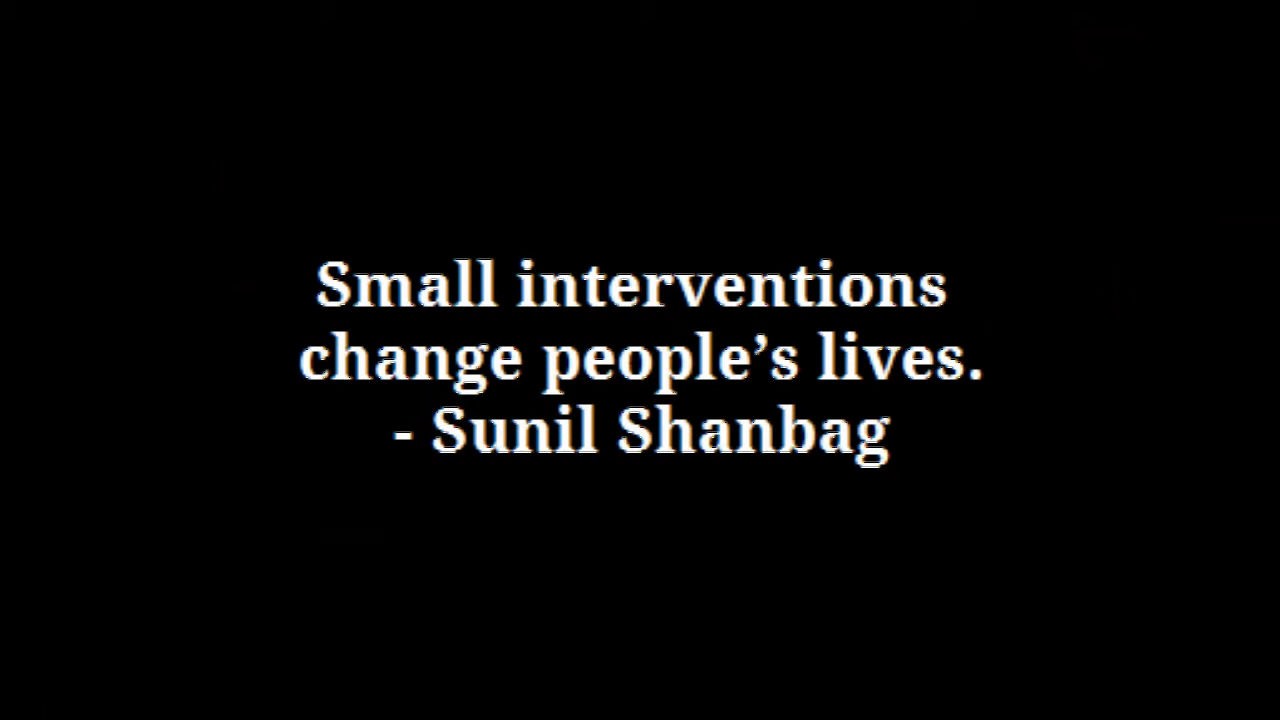 Small interventions
change people’s lives.
- Sunil Shanbag